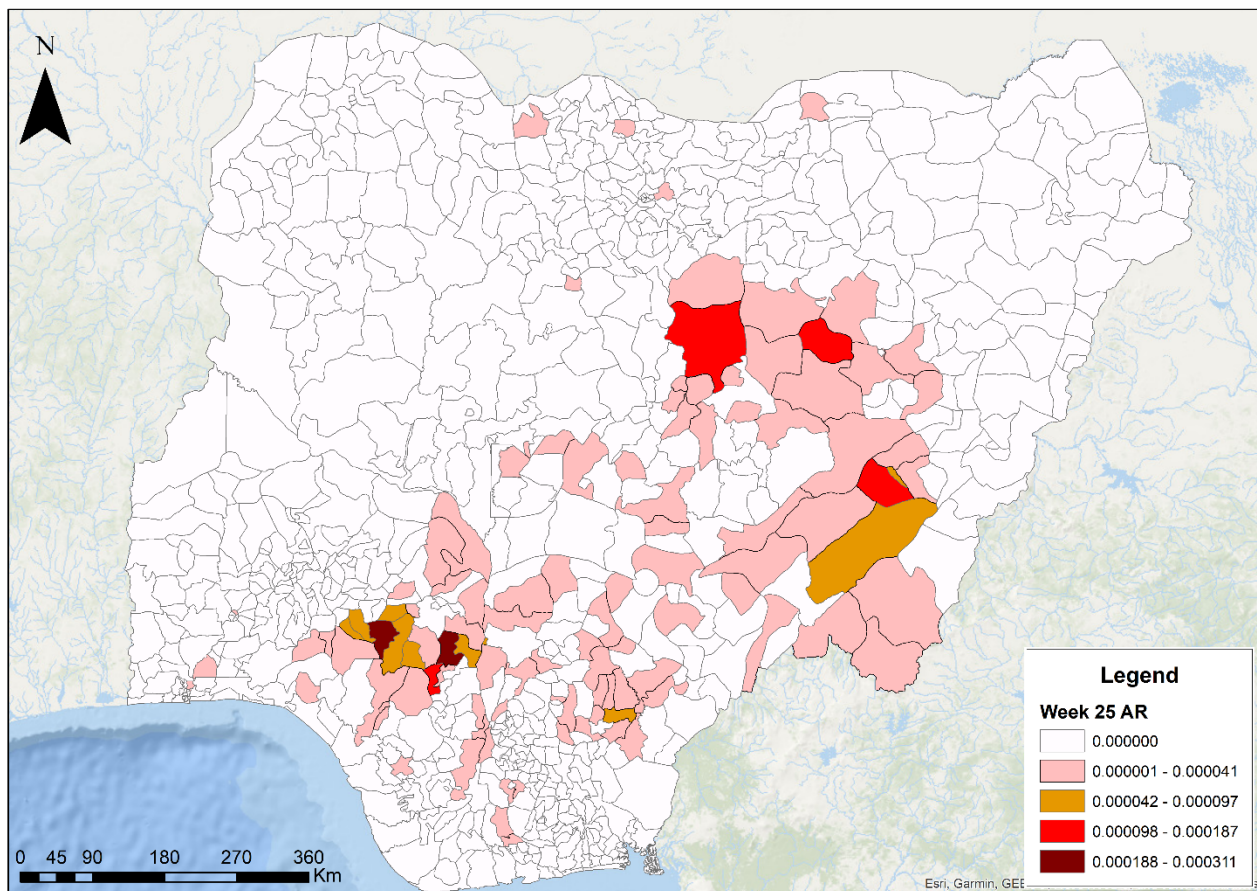 N
Legend
Week 25 AR
0.000000
0.000001 - 0.000041
0.000042 - 0.000097
0.000098 - 0.000187
0.000188 - 0.000311
0 45 90 180 270 360
Km
Esri, Garmin, GEB